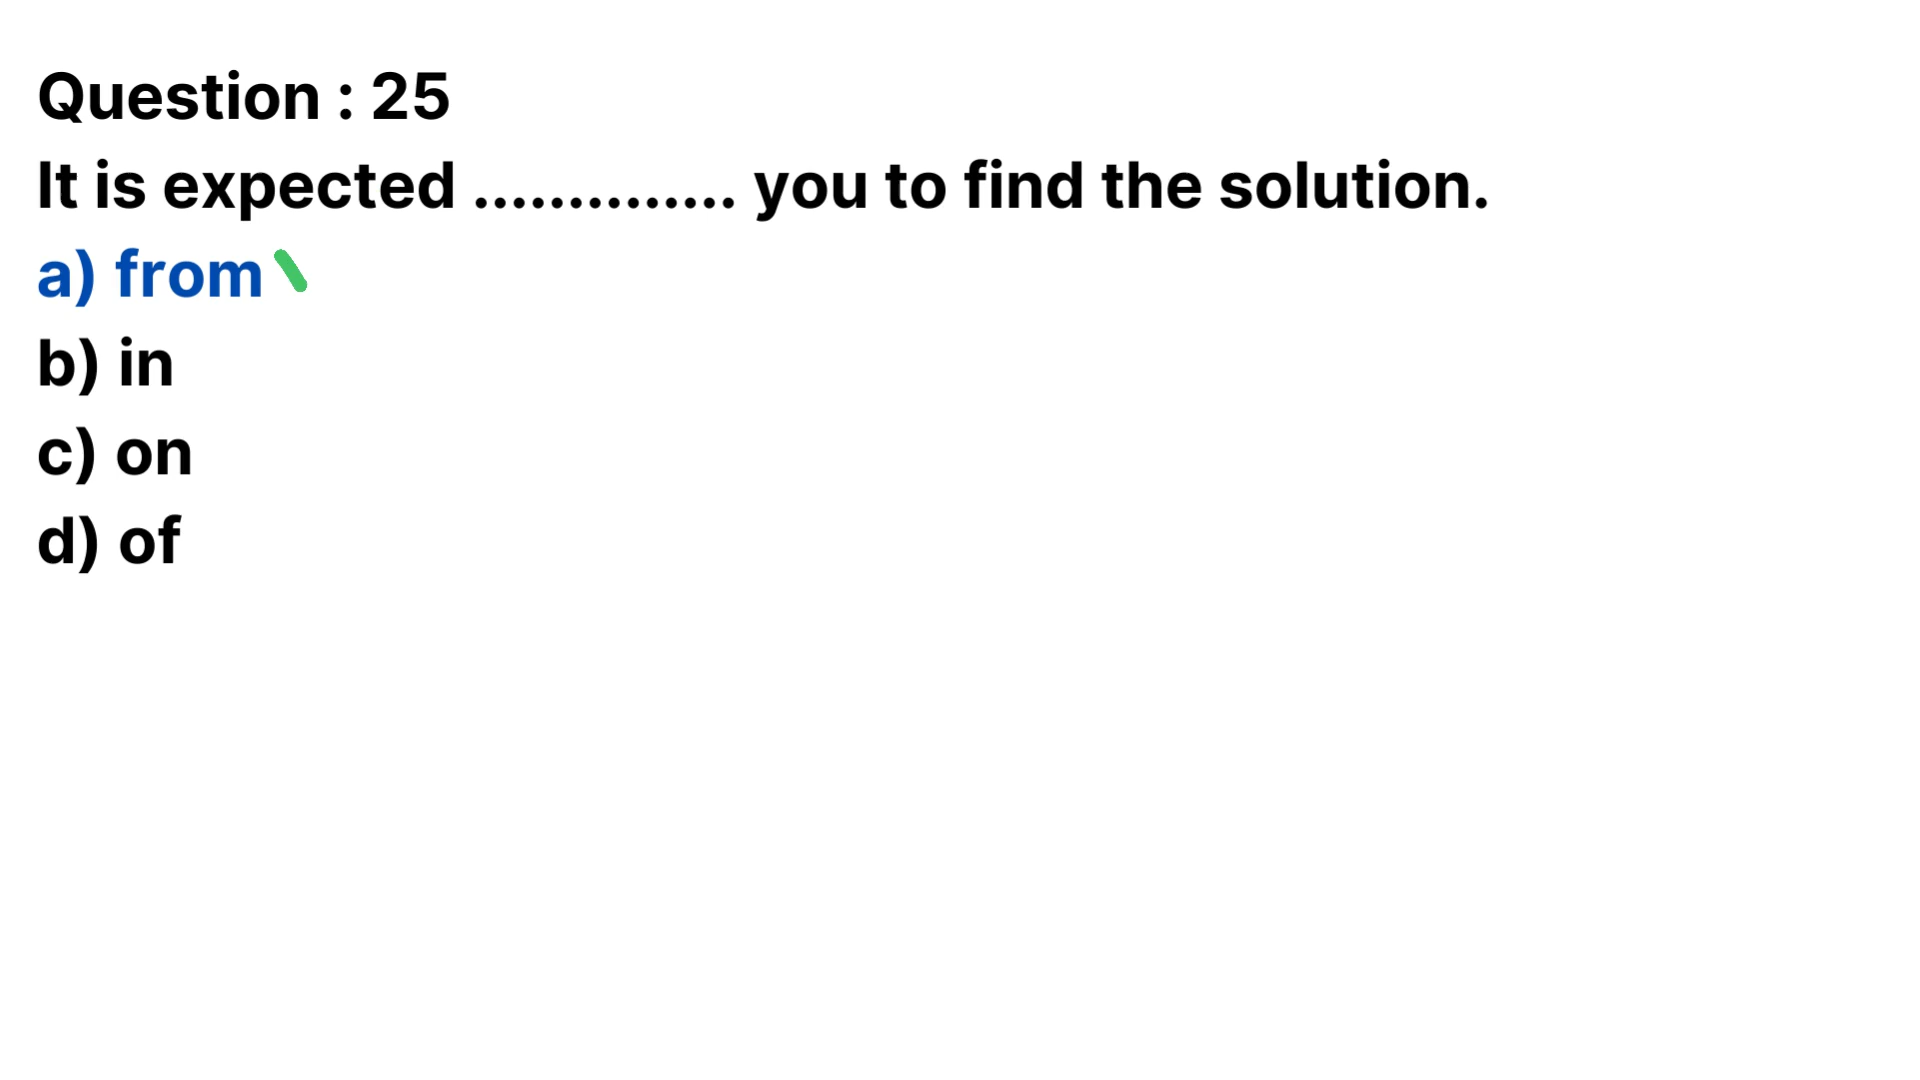 Question : 25
It is expected .............. you to find the solution.
a) from
b) in
c) on
d) of